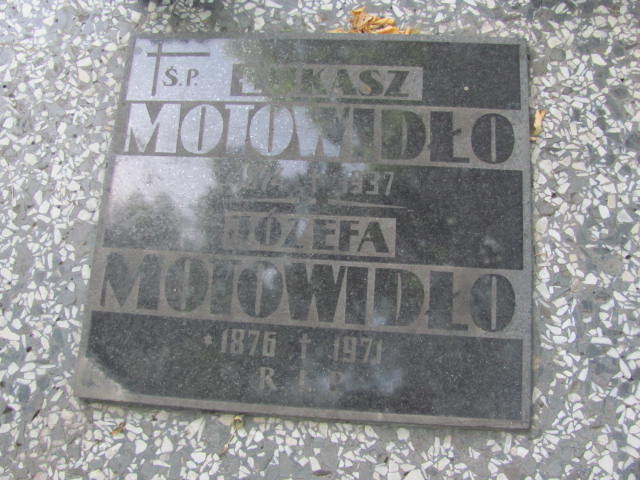 Ś.P. ŁUKASZ
MOTOWIDŁO
† 1937
JÓZEFA
MOTOWIDŁO
* 1876 † 1971
R.I.P.